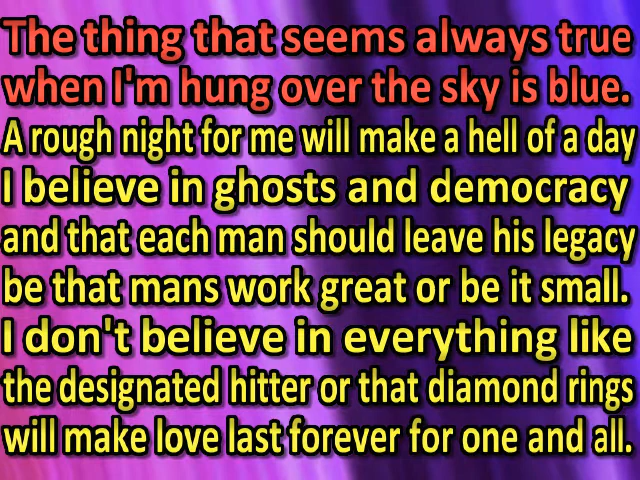 The thing that seems always true
when I'm hung over the sky is blue.
A rough night for me will make a hell of a day
I believe in ghosts and democracy
and that each man should leave his legacy
be that mans work great or be it small.
I don't believe in everything like
the designated hitter or that diamond rings
will make love last forever for one and all.